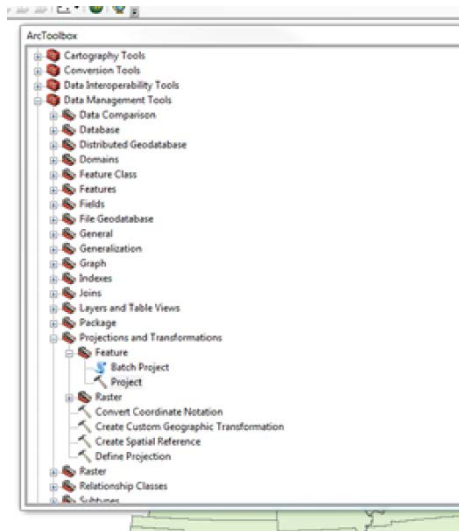 ArcToolbox
Cartography Tools
Conversion Tools
Data Interoperability Tools
Data Management Tools
Data Comparison
Database
Distributed Geodatabase
Domains
Feature Class
Features
Fields
File Geodatabase
General
Generalization
Graph
Indexes
Joins
Layers and Table Views
Package
Projections and Transformations
Feature
Batch Project
Project
Raster
Convert Coordinate Notation
Create Custom Geographic Transformation
Create Spatial Reference
Define Projection
Raster
Relationship Classes
Subtypes